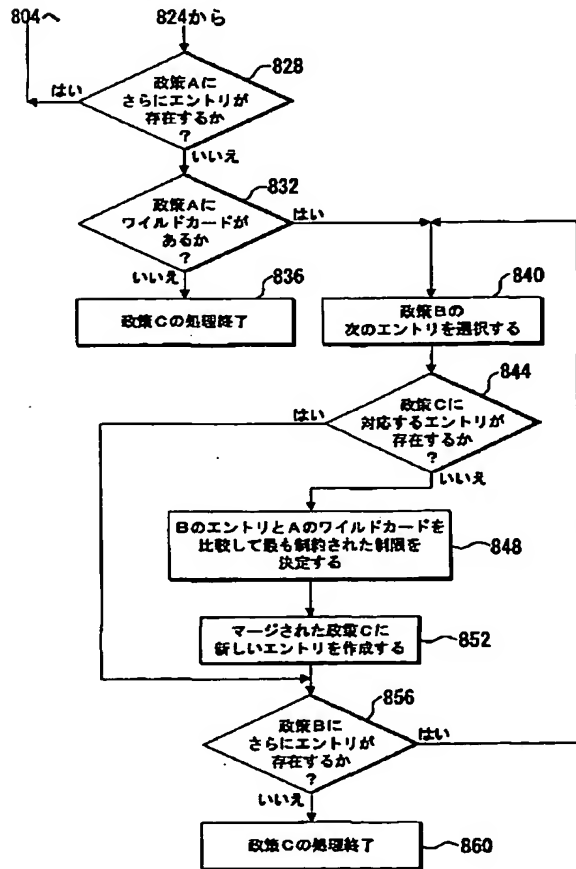 804へ
824から
828
政策Aに
さらにエントリが
存在するか
?
はい
いいえ
832
政策Aに
ワイルドカードが
あるか
?
はい
いいえ
836
政策Cの処理終了
840
政策Bの
次のエントリを選択する
844
政策Cに
対応するエントリが
存在するか
?
はい
いいえ
BのエントリとAのワイルドカードを
比較して最も制約された制限を
決定する
848
マージされた政策Cに
新しいエントリを作成する
852
856
政策Bに
さらにエントリが
存在するか
?
はい
いいえ
政策Cの処理終了
860